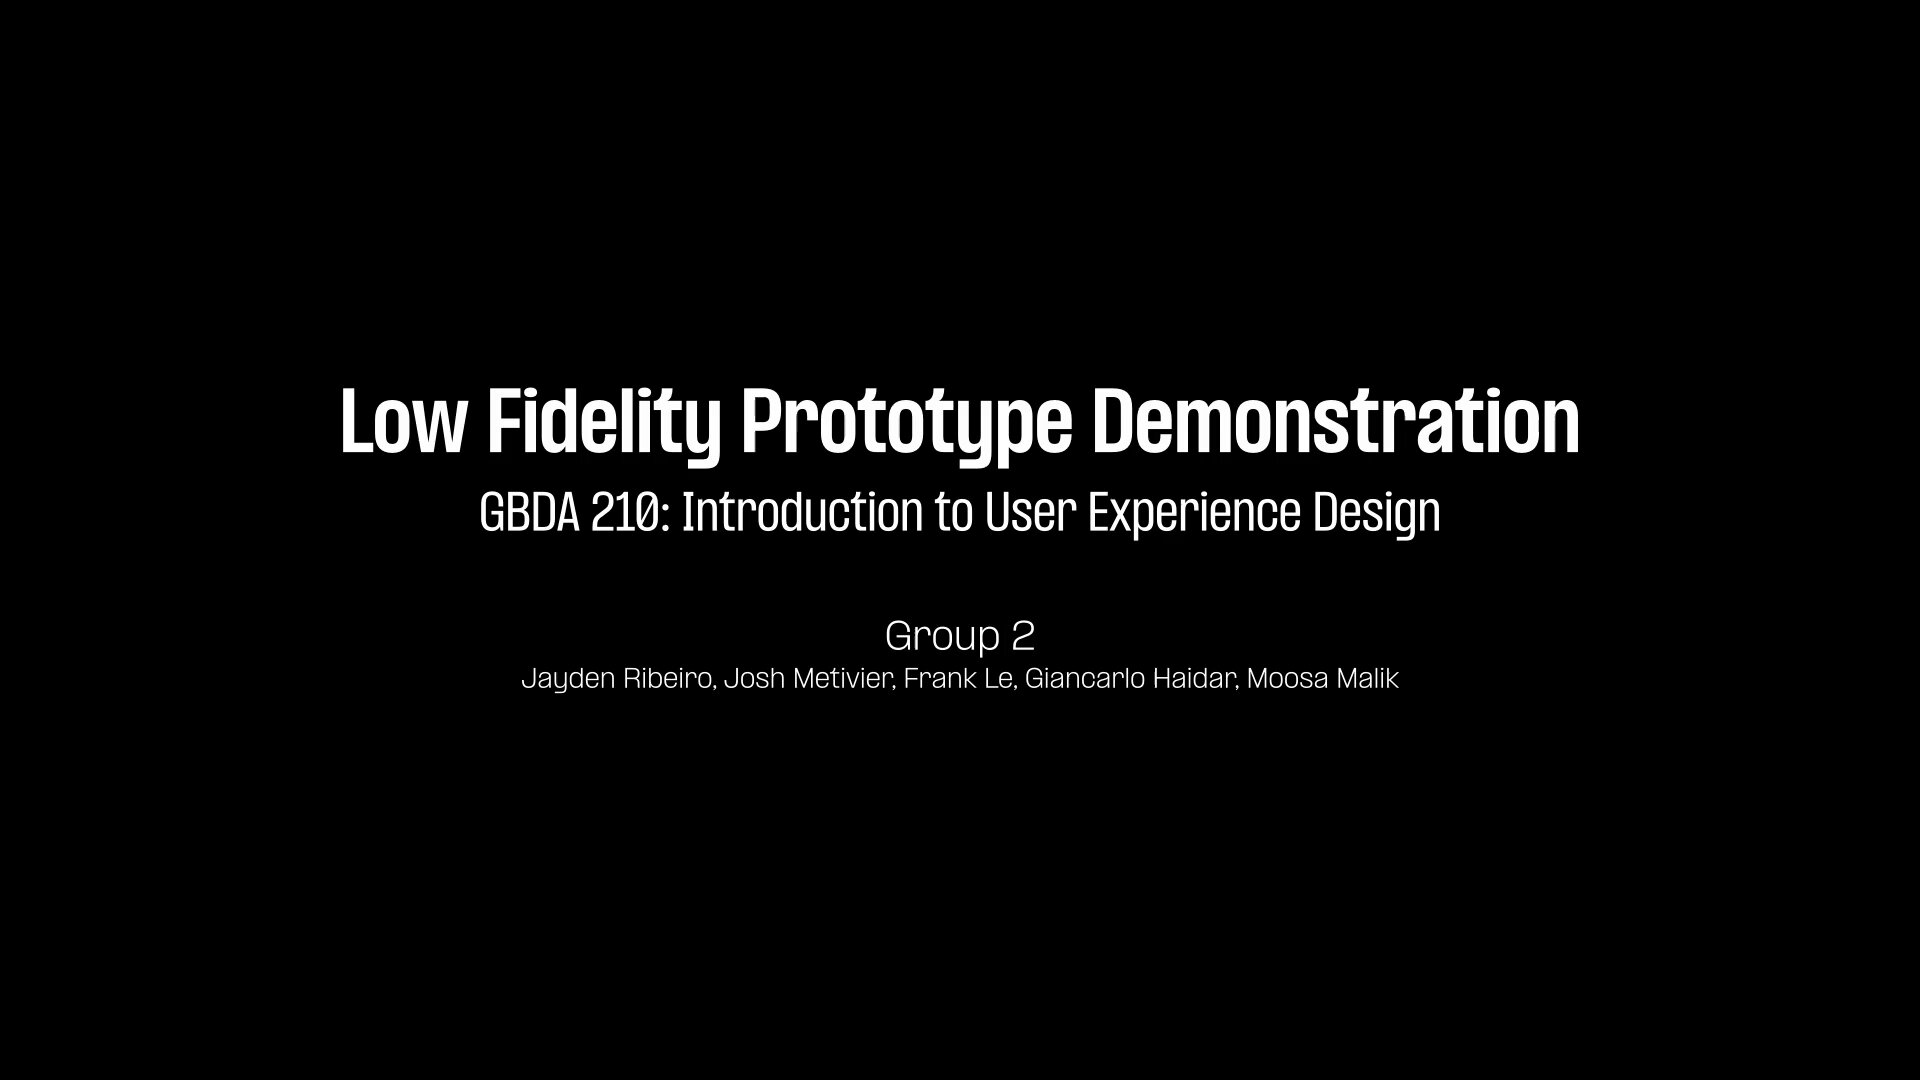 Low Fidelity Prototype Demonstration
GBDA 210: Introduction to User Experience Design
Group 2
Jayden Ribeiro, Josh Metivier, Frank Le, Giancarlo Haidar, Moosa Malik